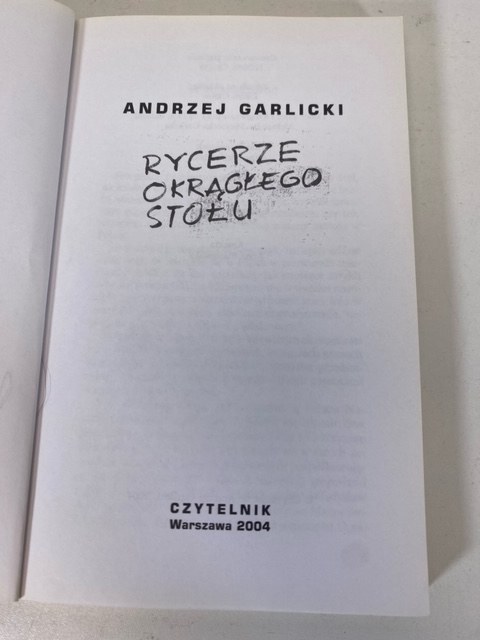 ANDRZEJ GARLICKI
RYCERZE
OKRĄGŁEGO
STOŁU
CZYTELNIK
Warszawa 2004